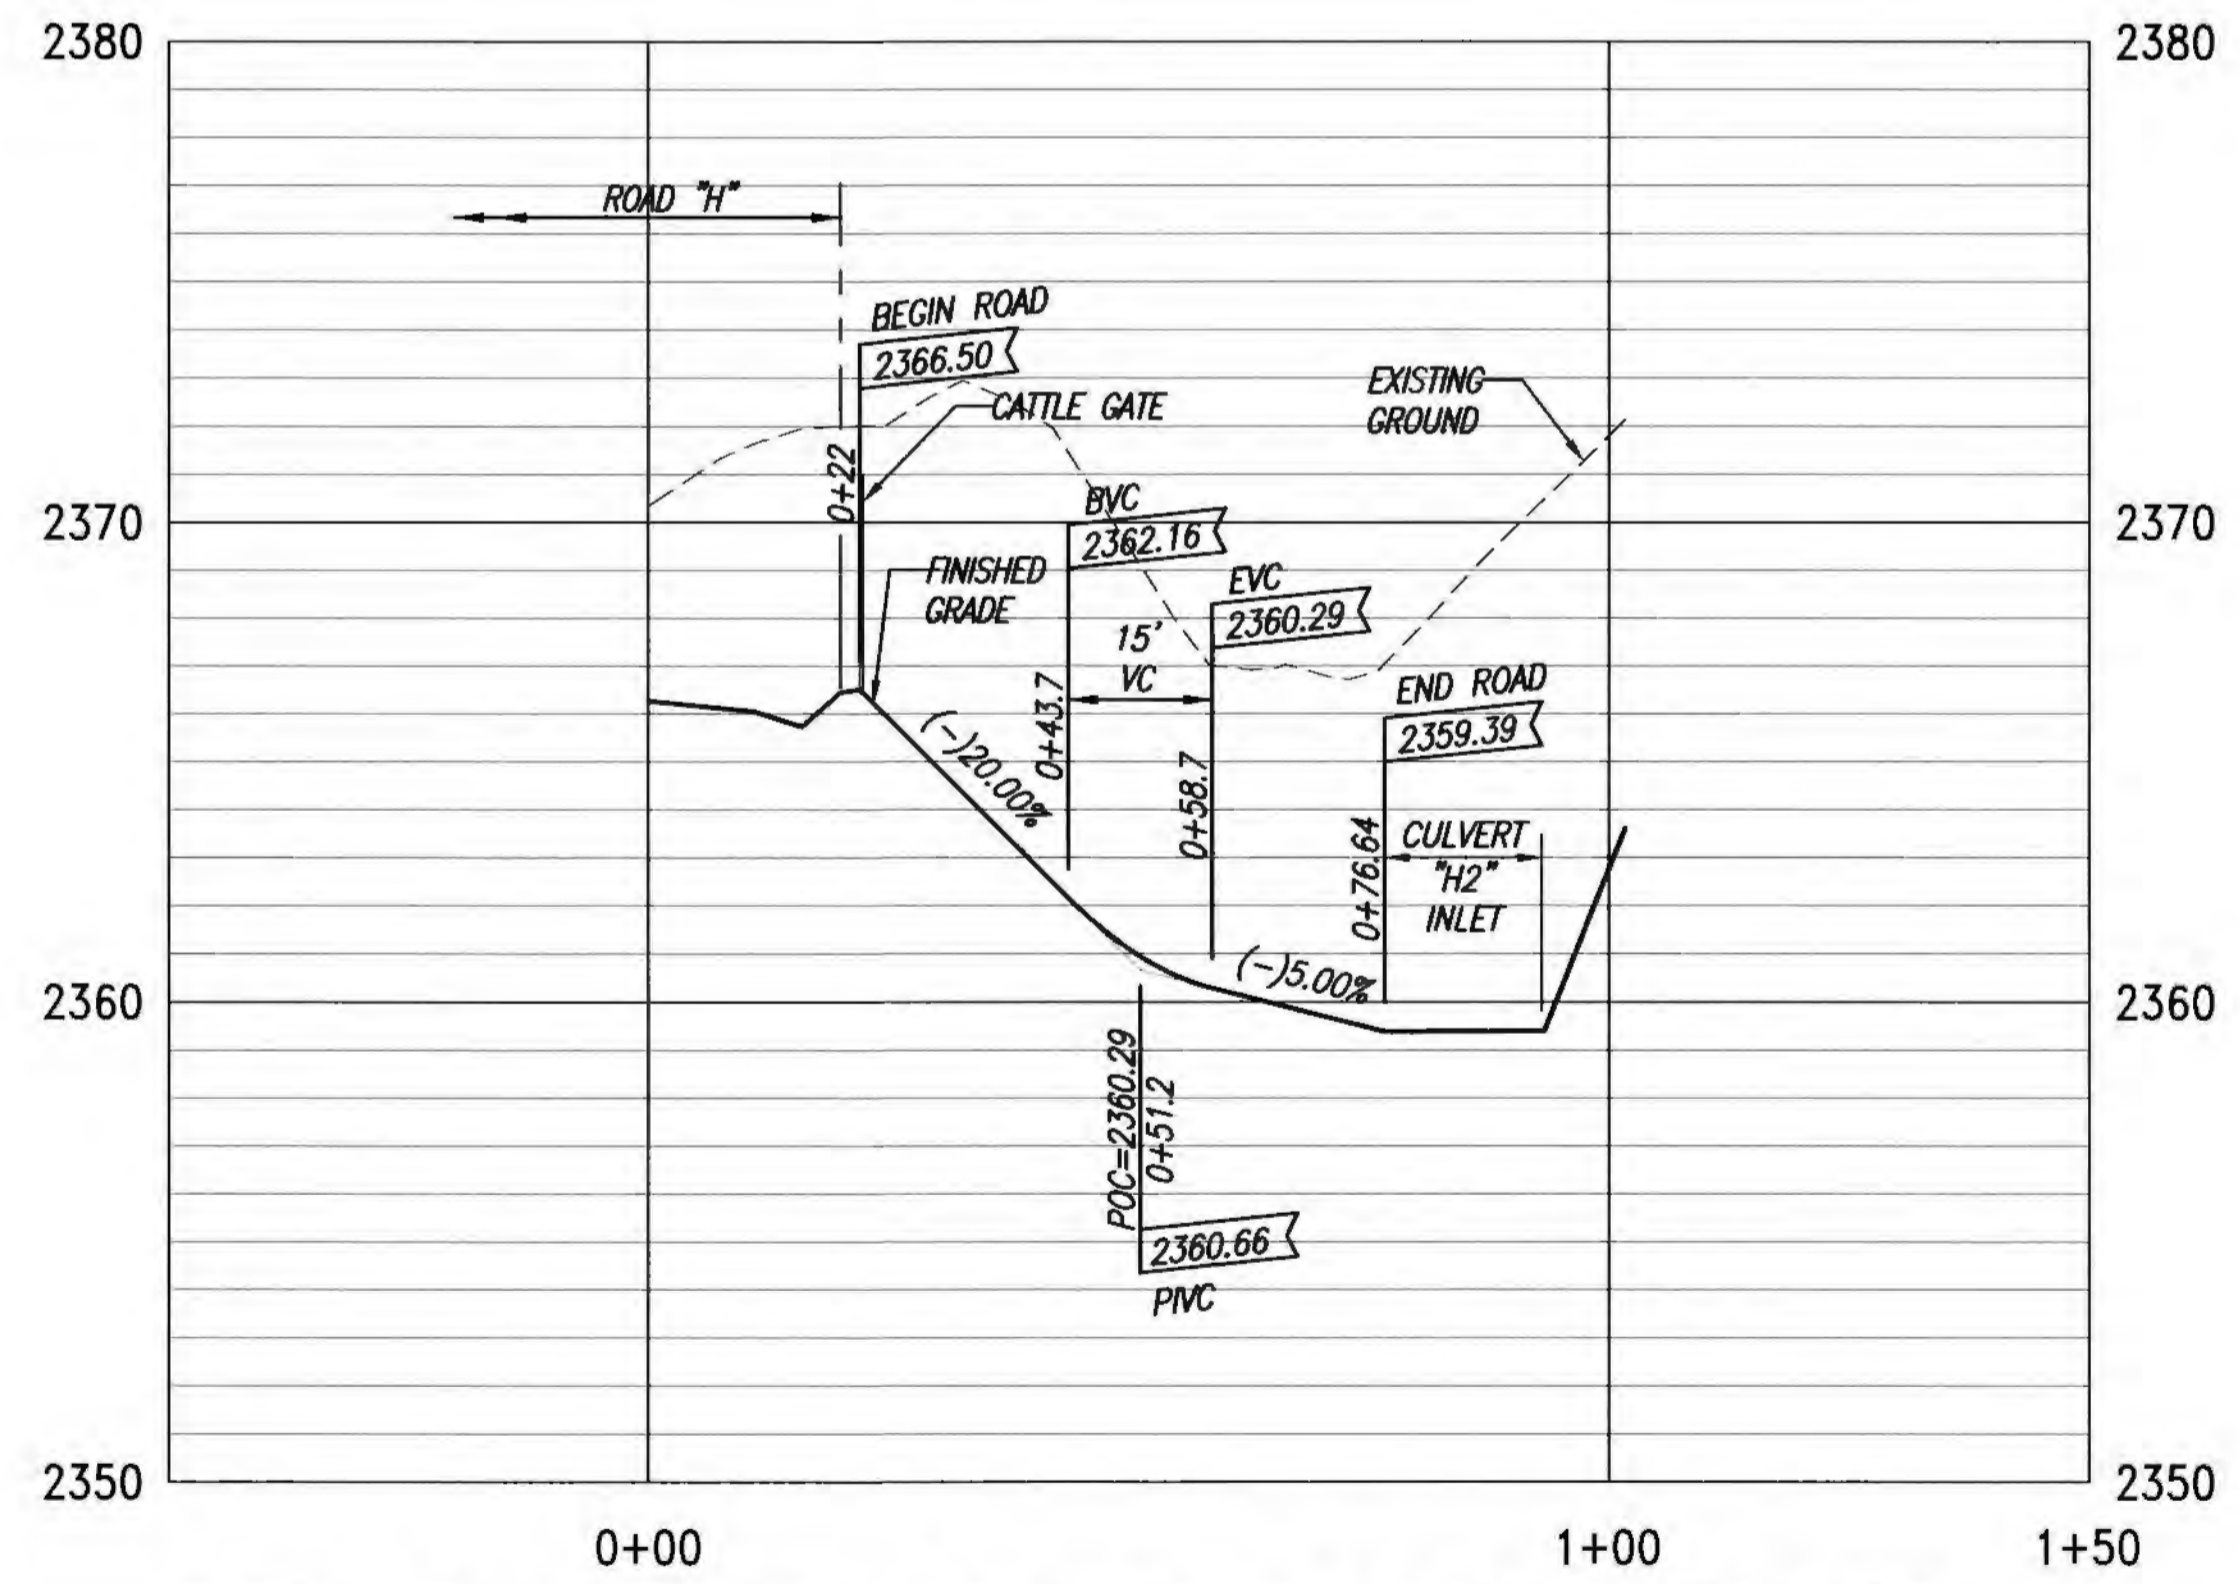 2380
2380
ROAD "H"
BEGIN ROAD
2366.50
CATTLE GATE
EXISTING
GROUND
0+22
BVC
2370
2362.16
2370
FINISHED
GRADE
EVC
2360.29
15'
VC
0+43.7
(-)20.00%
0+58.7
END ROAD
2359.39
0+76.64
CULVERT
"H2"
INLET
(-)5.00%
2360
2360
POC=2360.29
0+51.2
2360.66
PIVC
2350
2350
0+00
1+00
1+50